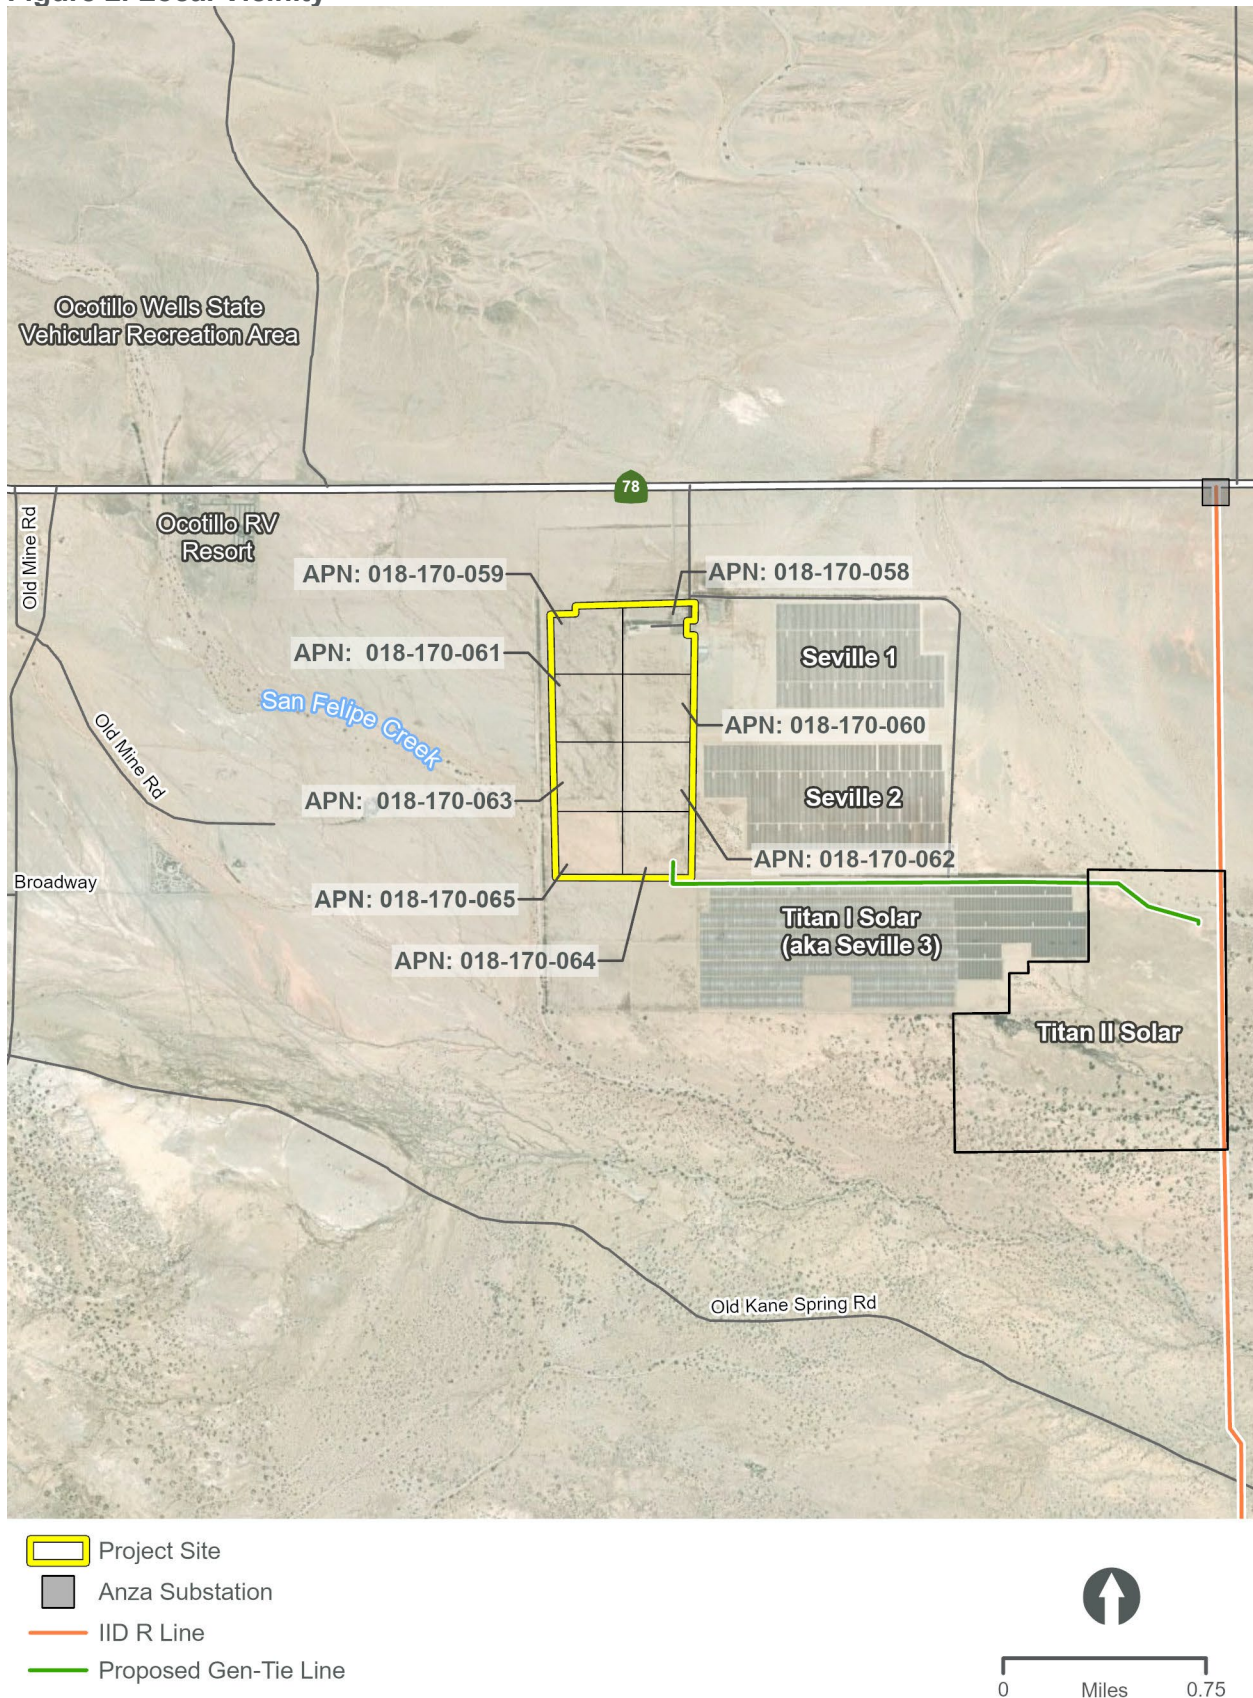 Figure 2. Local Vicinity
Ocotillo Wells State
Vehicular Recreation Area
78
Old Mine Rd
Ocotillo RV
Resort
APN: 018-170-059
APN: 018-170-058
APN:  018-170-061
Seville 1
San Felipe Creek
APN: 018-170-060
Old Mine Rd
APN:  018-170-063
Seville 2
APN: 018-170-062
Broadway
APN: 018-170-065
Titan I Solar
(aka Seville 3)
APN: 018-170-064
Titan II Solar
Old Kane Spring Rd
Project Site
Anza Substation
IID R Line
Proposed Gen-Tie Line
0 Miles 0.75